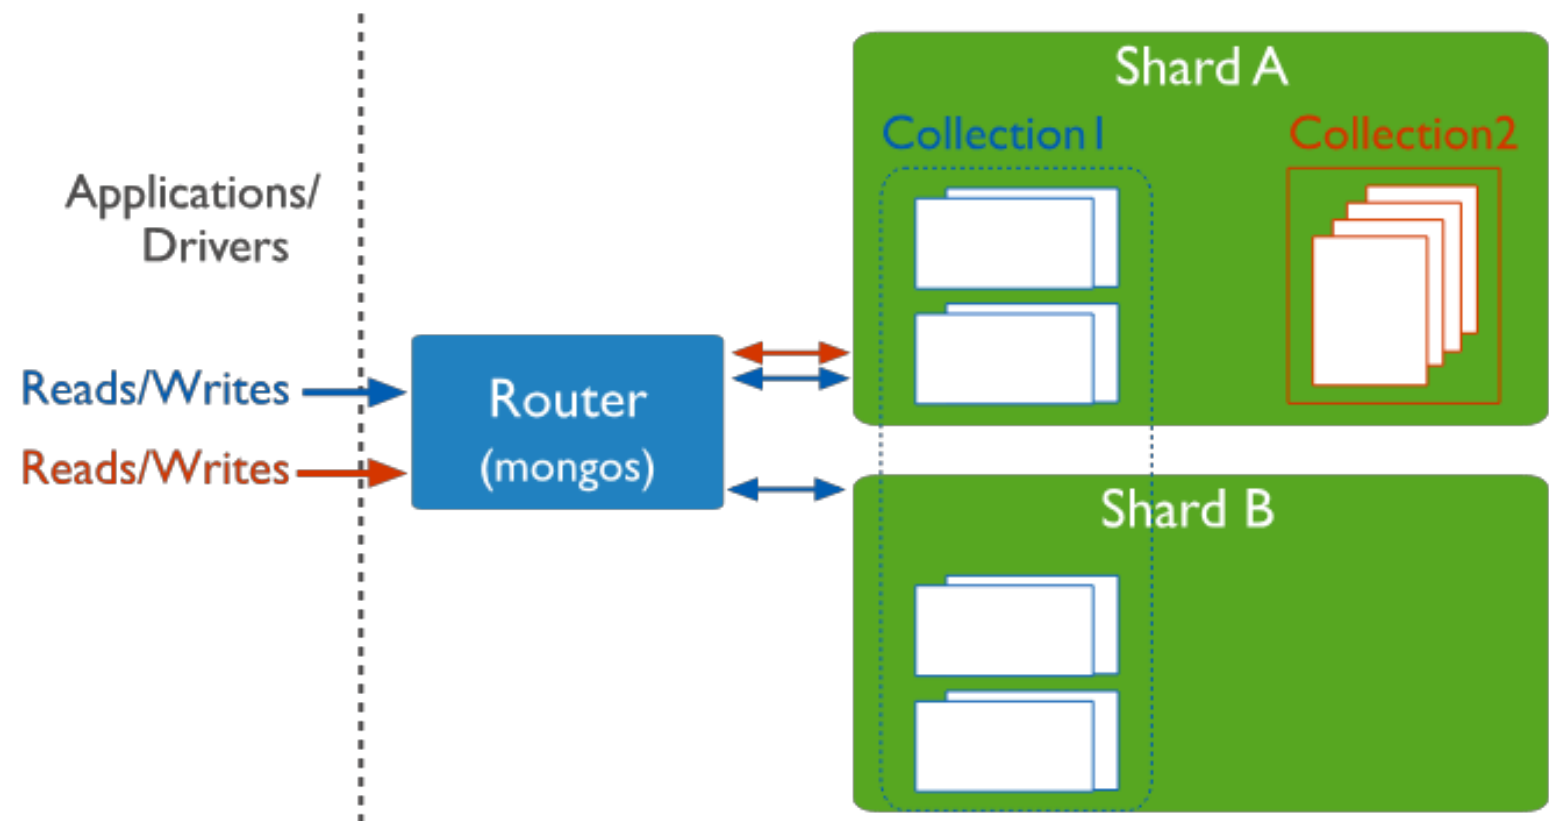 Applications/
Drivers
Reads/Writes
Reads/Writes
Router
(mongos)
Shard A
Collection1
Collection2
Shard B